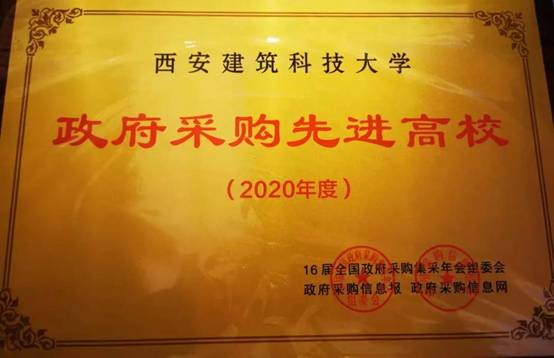 西安建筑科技大学
政府采购先进高校
（2020年度）
16届全国政府采购集采年会组委会
政府采购信息报 政府采购信息网